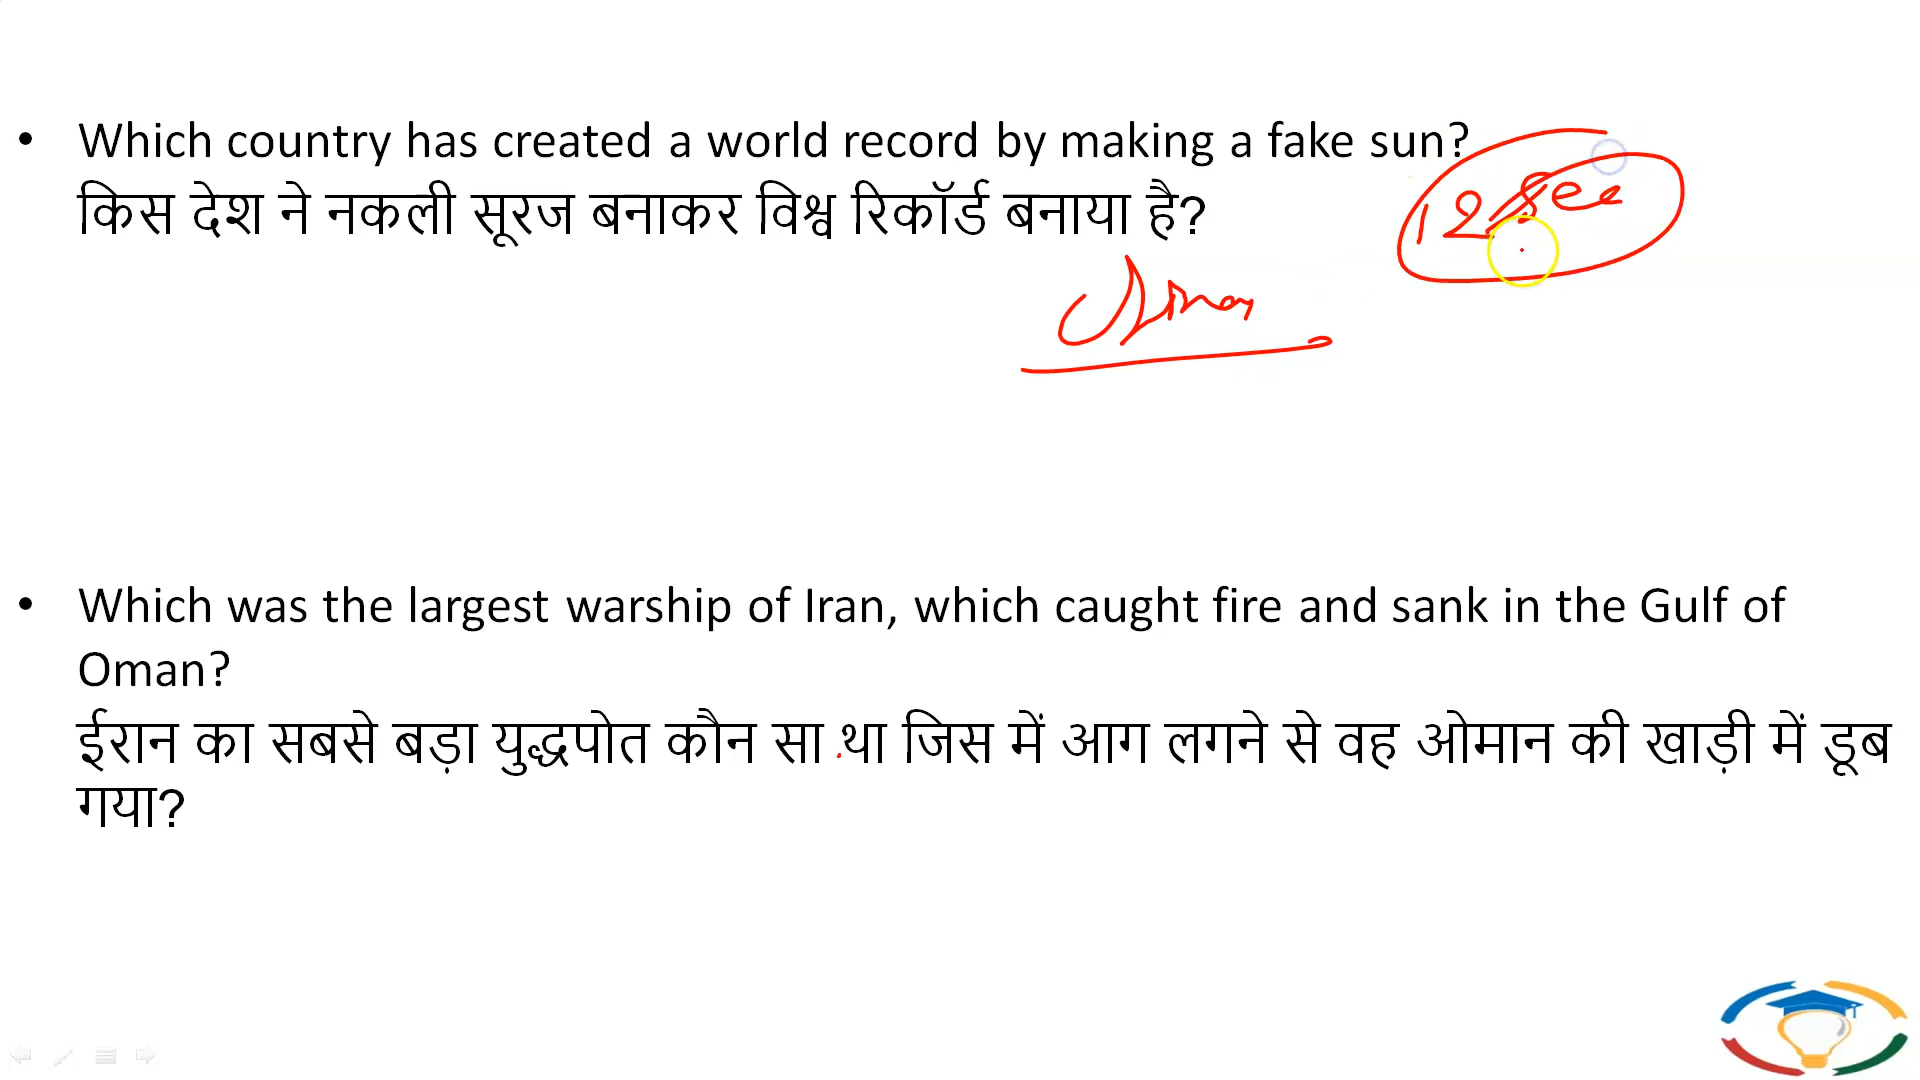 • Which country has created a world record by making a fake sun?
किस देश ने नकली सूरज बनाकर विश्व रिकॉर्ड बनाया है?
12 sec
China
• Which was the largest warship of Iran, which caught fire and sank in the Gulf of
Oman?
ईरान का सबसे बड़ा युद्धपोत कौन सा था जिस में आग लगने से वह ओमान की खाड़ी में डूब
गया?